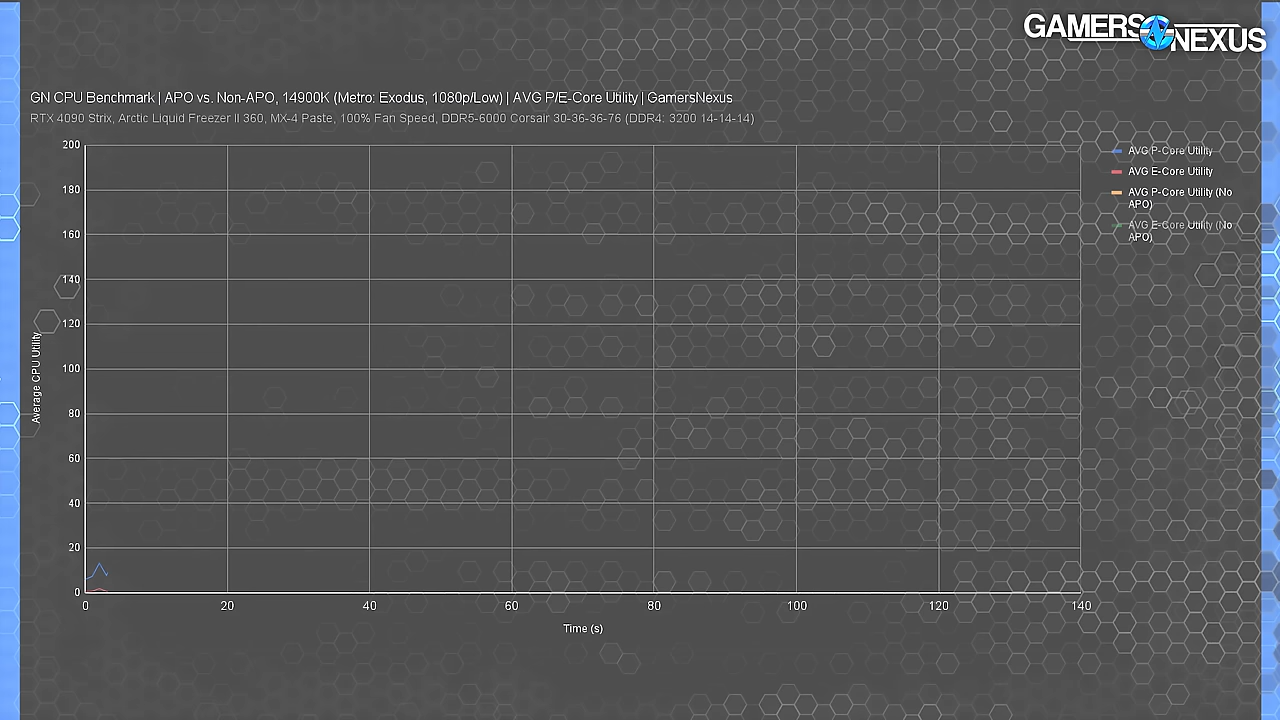 GAMERS NEXUS
GN CPU Benchmark | APO vs. Non-APO, 14900K (Metro: Exodus, 1080p/Low) | AVG P/E-Core Utility | GamersNexus
RTX 4090 Strix, Arctic Liquid Freezer II 360, MX-4 Paste, 100% Fan Speed, DDR5-6000 Corsair 30-36-36-76 (DDR4: 3200 14-14-14)
200
180
160
140
120
100
80
60
40
20
0
Average CPU Utility
0 20 40 60 80 100 120 140
Time (s)
AVG P-Core Utility
AVG E-Core Utility
AVG P-Core Utility (No
APO)
AVG E-Core Utility (No
APO)